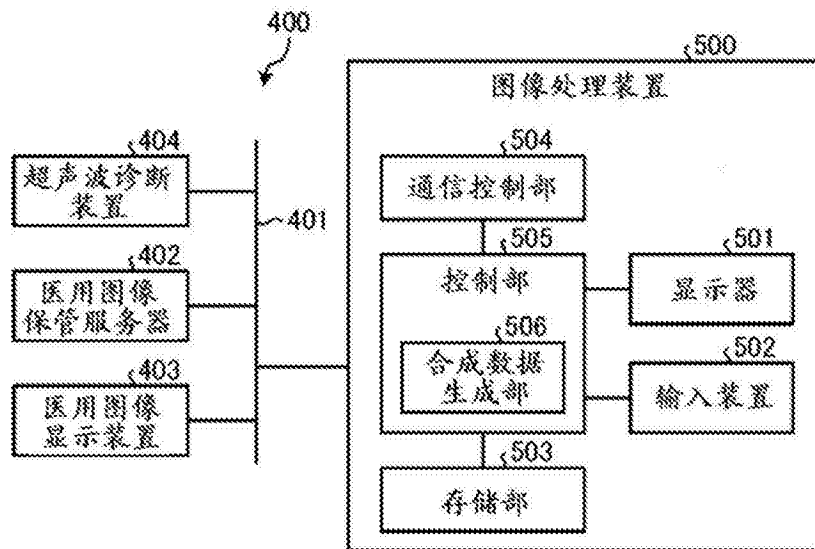 400
500
图像处理装置
404
超声波诊断
装置
401
402
医用图像
保管服务器
403
医用图像
显示装置
504
通信控制部
505
控制部
506
合成数据
生成部
501
显示器
502
输入装置
503
存储部